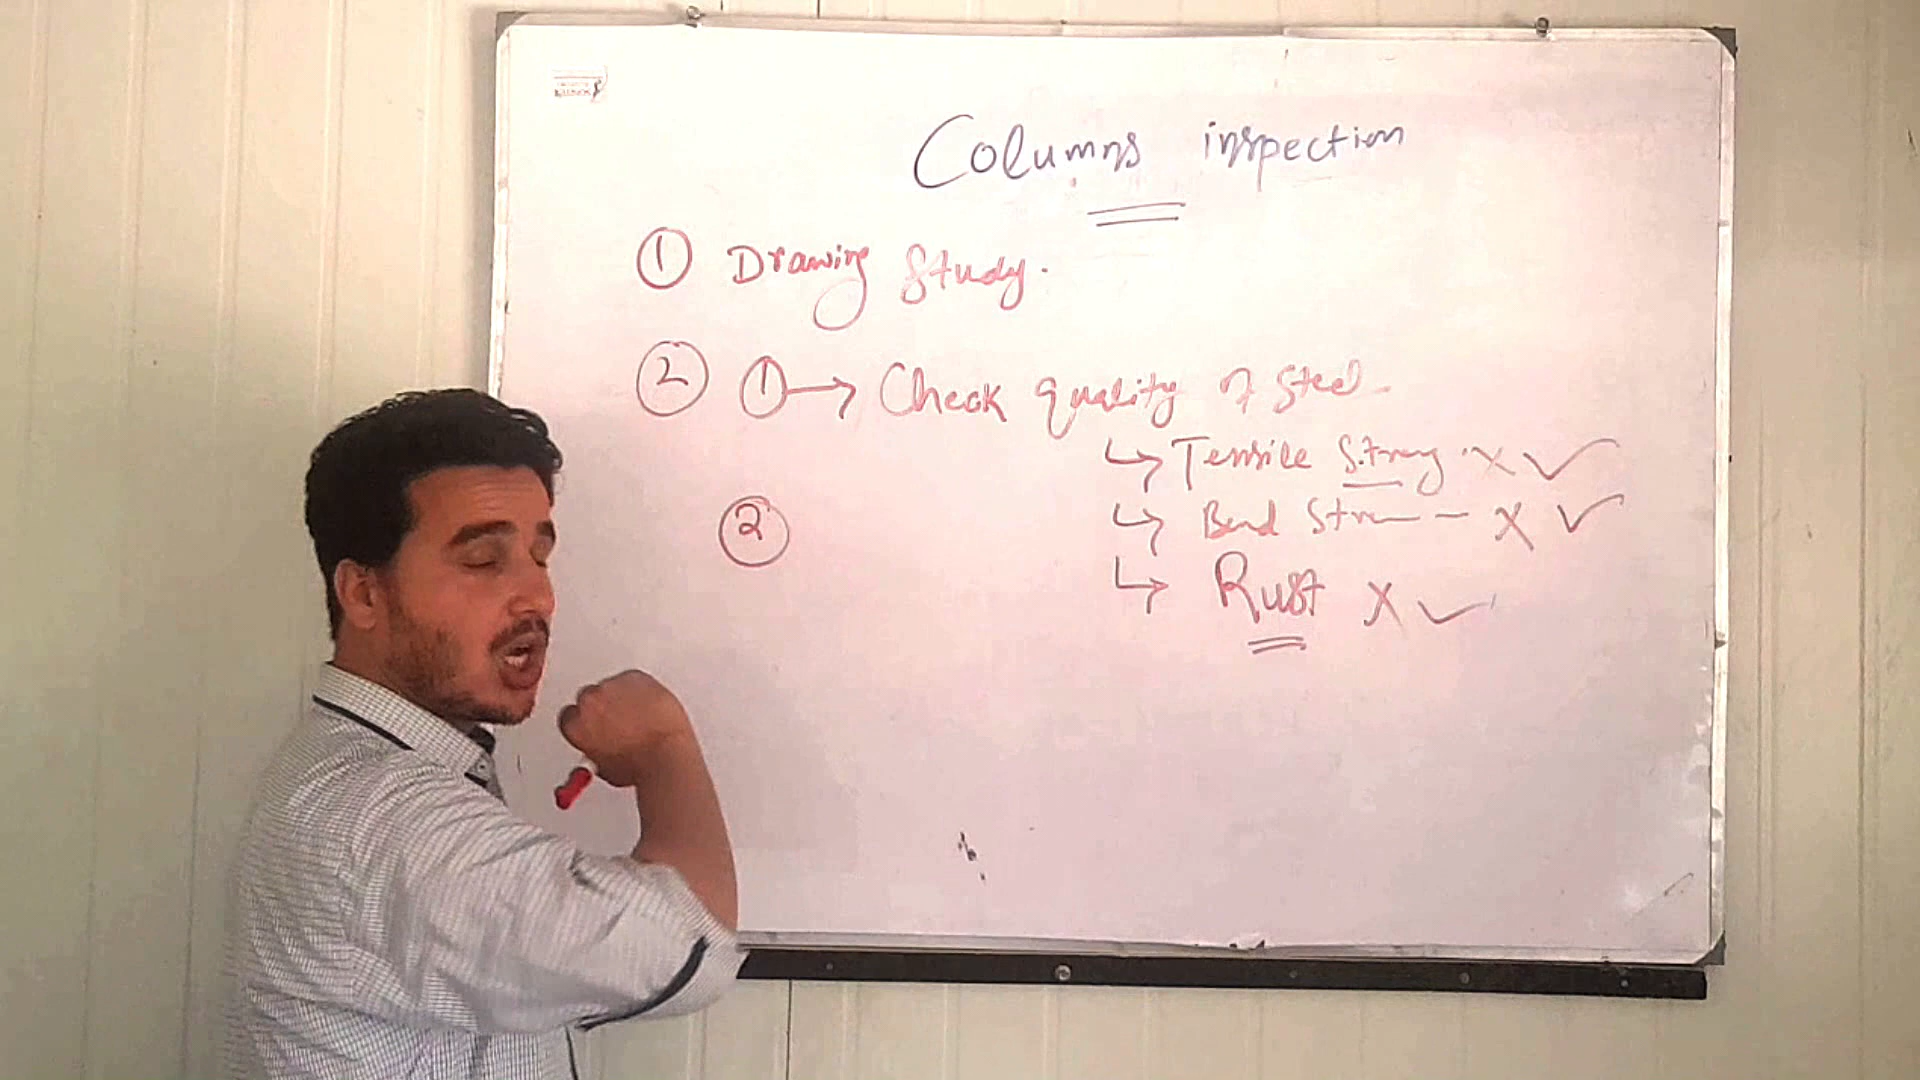 Columns inspection
① Drawing Study.
② ① → Check quality of Steel
↳ Tensile Streng. X ✓
↳ Bend Stren — X ✓
↳ Rust X ✓
②